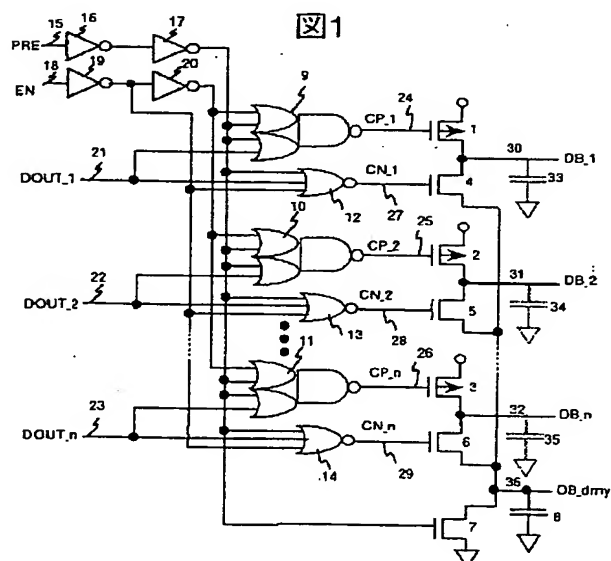 図1
PRE
15
16
17
EN
18
19
20
9
CP_1
24
1
30
DB_1
33
DOUT_1
21
CN_1
12
27
4
10
CP_2
25
2
31
DB_2
34
DOUT_2
22
CN_2
13
28
5
11
CP_n
26
3
32
DB_n
35
DOUT_n
23
CN_n
14
29
6
36
DB_dmy
8
7